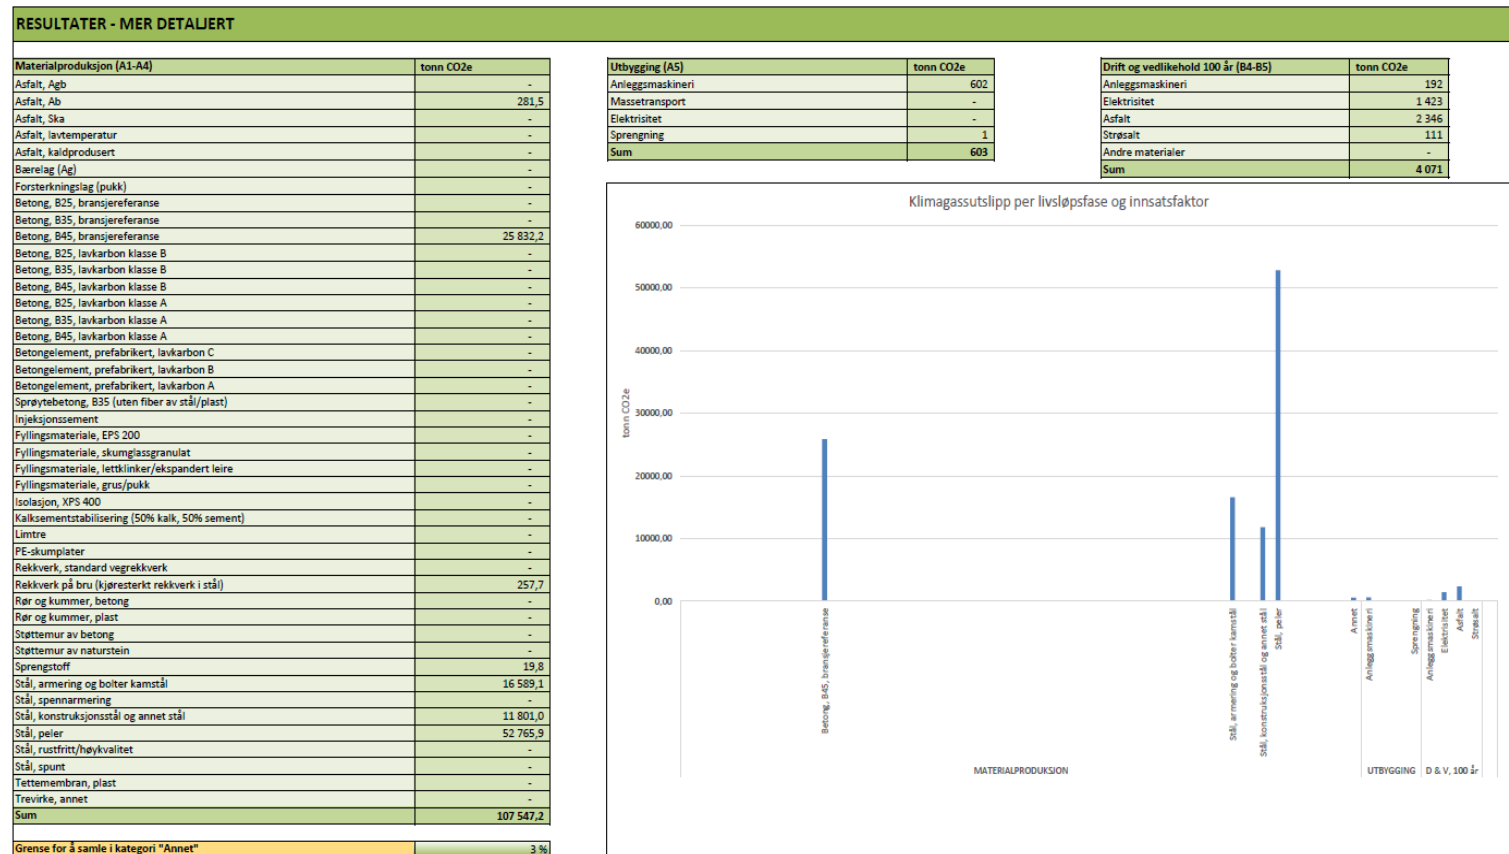 RESULTATER - MER DETALJERT
Materialproduksjon (A1-A4) tonn CO2e
Asfalt, Agb -
Asfalt, Ab 281,5
Asfalt, Ska -
Asfalt, lavtemperatur -
Asfalt, kaldprodusert -
Bærelag (Ag) -
Forsterkningslag (pukk) -
Betong, B25, bransjereferanse -
Betong, B35, bransjereferanse -
Betong, B45, bransjereferanse 25 832,2
Betong, B25, lavkarbon klasse B -
Betong, B35, lavkarbon klasse B -
Betong, B45, lavkarbon klasse B -
Betong, B25, lavkarbon klasse A -
Betong, B35, lavkarbon klasse A -
Betong, B45, lavkarbon klasse A -
Betongelement, prefabrikert, lavkarbon C -
Betongelement, prefabrikert, lavkarbon B -
Betongelement, prefabrikert, lavkarbon A -
Sprøytebetong, B35 (uten fiber av stål/plast) -
Injeksjonssement -
Fyllingsmateriale, EPS 200 -
Fyllingsmateriale, skumglassgranulat -
Fyllingsmateriale, lettklinker/ekspandert leire -
Fyllingsmateriale, grus/pukk -
Isolasjon, XPS 400 -
Kalksementstabilisering (50% kalk, 50% sement) -
Limtre -
PE-skumplater -
Rekkverk, standard vegrekkverk -
Rekkverk på bru (kjøresterkt rekkverk i stål) 257,7
Rør og kummer, betong -
Rør og kummer, plast -
Støttemur av betong -
Støttemur av naturstein -
Sprengstoff 19,8
Stål, armering og bolter kamstål 16 589,1
Stål, spennarmering -
Stål, konstruksjonsstål og annet stål 11 801,0
Stål, peler 52 765,9
Stål, rustfritt/høykvalitet -
Stål, spunt -
Tettemembran, plast -
Trevirke, annet -
Sum 107 547,2
Grense for å samle i kategori "Annet" 3 %
Utbygging (A5) tonn CO2e
Anleggsmaskineri 602
Massetransport -
Elektrisitet -
Sprengning 1
Sum 603
Drift og vedlikehold 100 år (B4-B5) tonn CO2e
Anleggsmaskineri 192
Elektrisitet 1 423
Asfalt 2 346
Strøsalt 111
Andre materialer -
Sum 4 071
Klimagassutslipp per livsløpsfase og innsatsfaktor
tonn CO2e
60000,00
50000,00
40000,00
30000,00
20000,00
10000,00
0,00
Betong, B45, bransjereferanse
Stål, armering og bolter kamstål
Stål, konstruksjonsstål og annet stål
Stål, peler
Annet
Anleggsmaskineri
Sprengning
Anleggsmaskineri
Elektrisitet
Asfalt
Strøsalt
MATERIALPRODUKSJON
UTBYGGING
D & V, 100 år